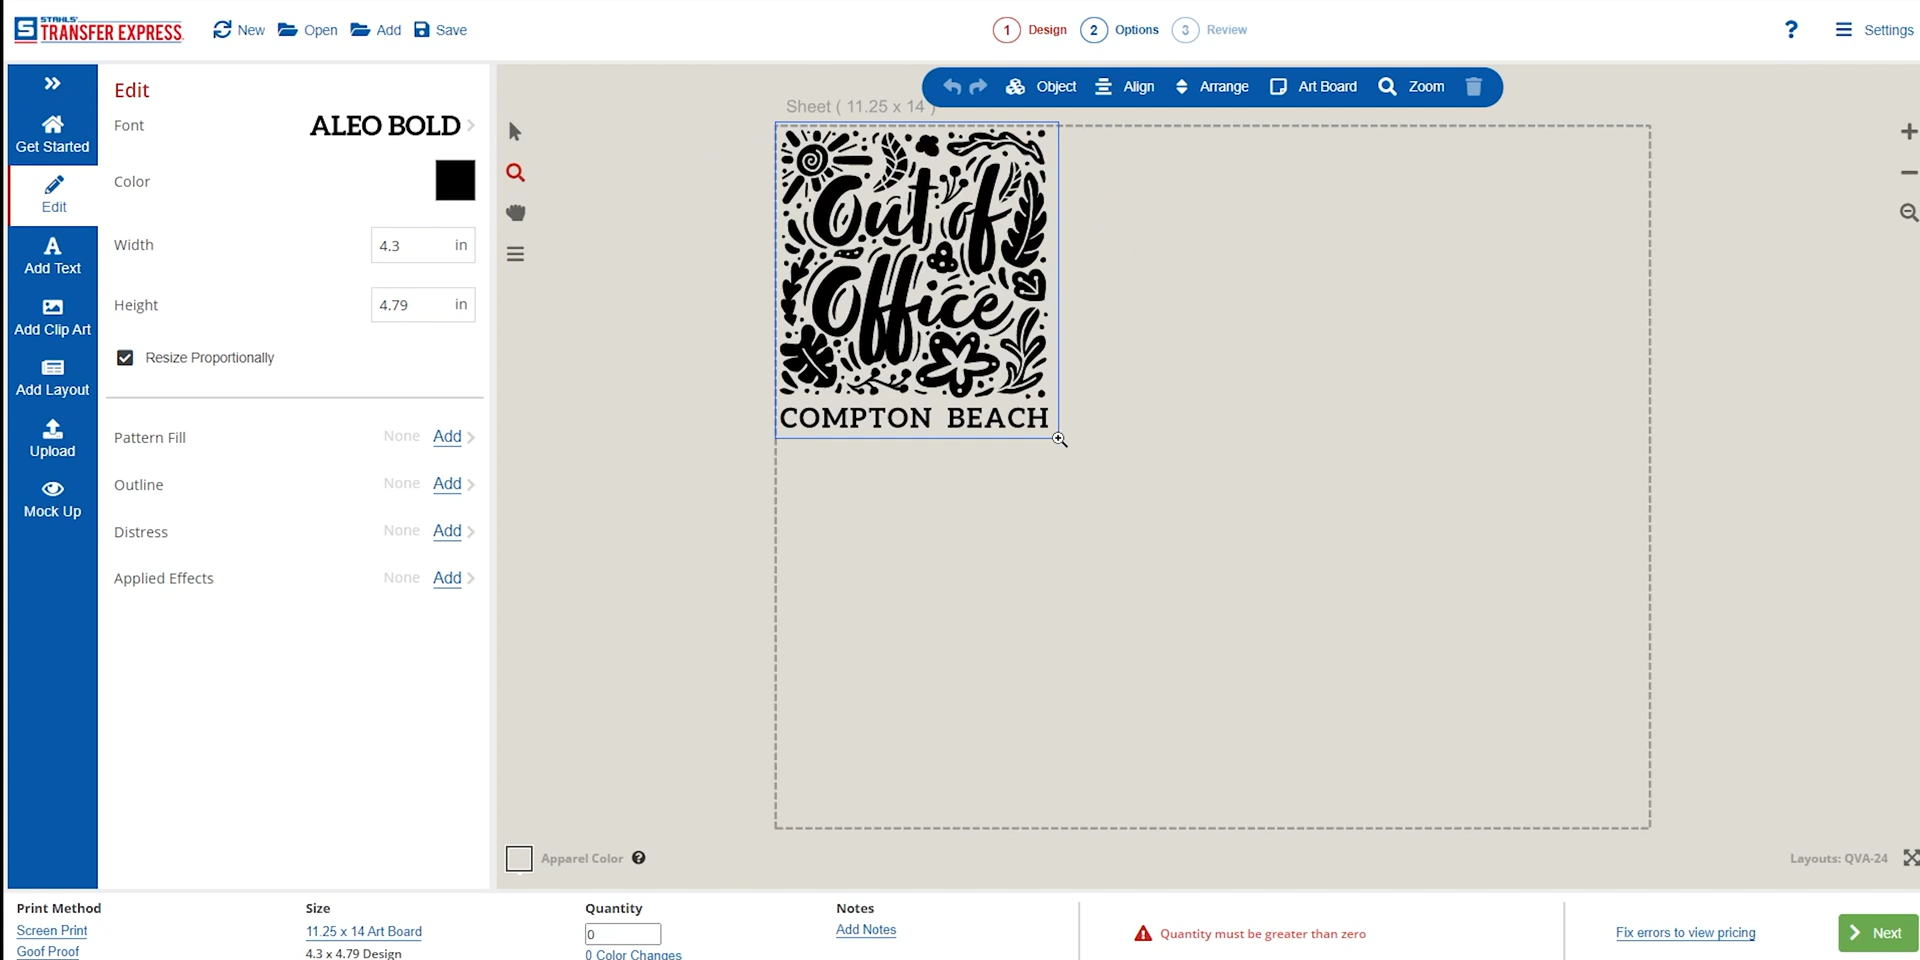 STAHLS'
TRANSFER EXPRESS.
New
Open
Add
Save
1 Design
2 Options
3 Review
?
Settings
Get Started
Edit
Add Text
Add Clip Art
Add Layout
Upload
Mock Up
Edit
Font
ALEO BOLD
Color
Width
4.3 in
Height
4.79 in
Resize Proportionally
Pattern Fill None Add
Outline None Add
Distress None Add
Applied Effects None Add
Object
Align
Arrange
Art Board
Zoom
Sheet ( 11.25 x 14 )
Out of
Office
COMPTON BEACH
Apparel Color ?
Layouts: QVA-24
Print Method
Screen Print
Goof Proof
Size
11.25 x 14 Art Board
4.3 x 4.79 Design
Quantity
0
0 Color Changes
Notes
Add Notes
Quantity must be greater than zero
Fix errors to view pricing
Next